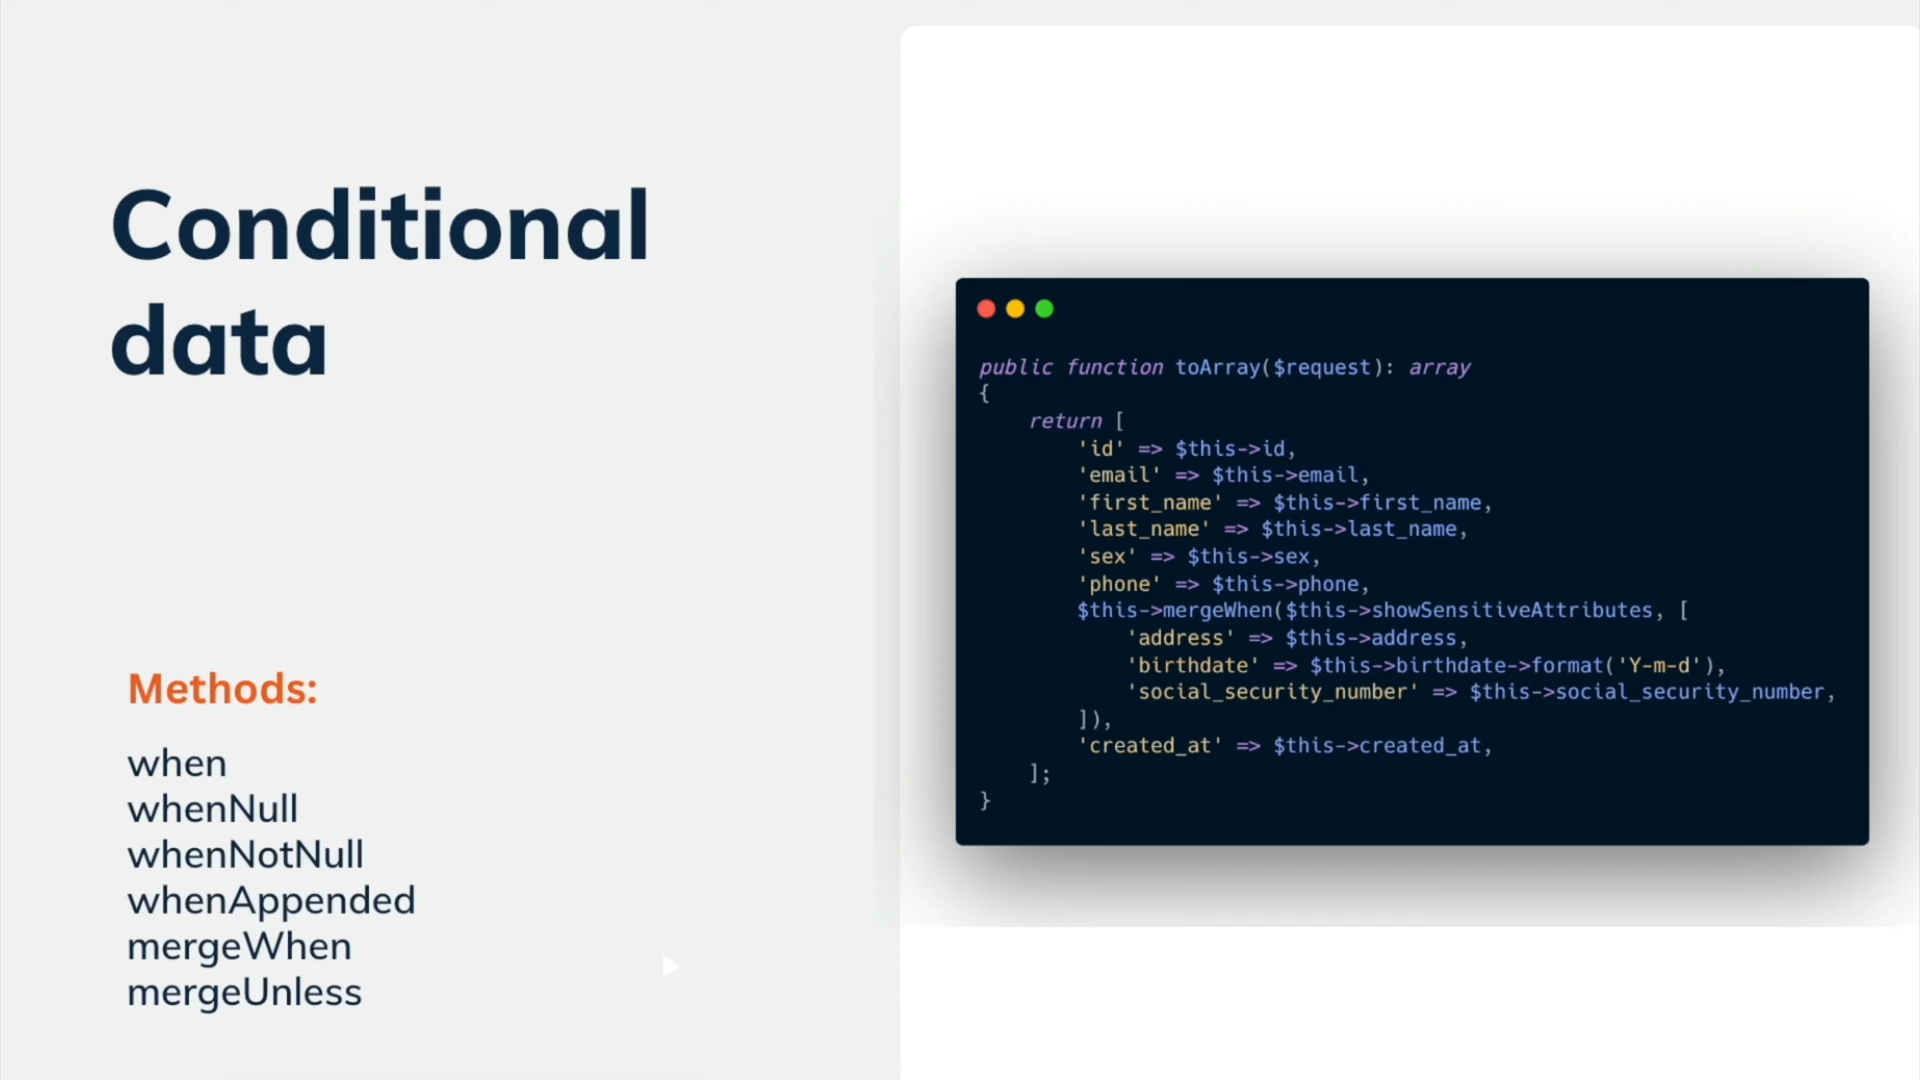 Conditional
data
Methods:
when
whenNull
whenNotNull
whenAppended
mergeWhen
mergeUnless
public function toArray($request): array
{
    return [
        'id' => $this->id,
        'email' => $this->email,
        'first_name' => $this->first_name,
        'last_name' => $this->last_name,
        'sex' => $this->sex,
        'phone' => $this->phone,
        $this->mergeWhen($this->showSensitiveAttributes, [
            'address' => $this->address,
            'birthdate' => $this->birthdate->format('Y-m-d'),
            'social_security_number' => $this->social_security_number,
        ]),
        'created_at' => $this->created_at,
    ];
}